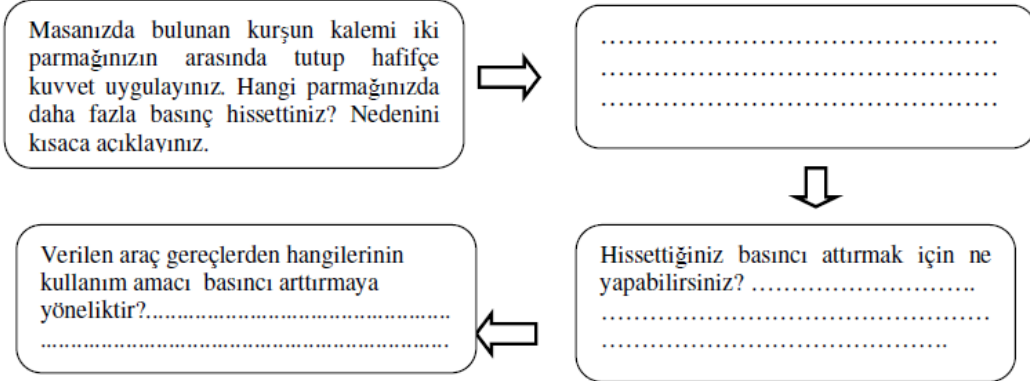 Masanızda bulunan kurşun kalemi iki
parmağınızın arasında tutup hafifçe
kuvvet uygulayınız. Hangi parmağınızda
daha fazla basınç hissettiniz? Nedenini
kısaca açıklayınız.
……………………………………………
……………………………………………
……………………………………………
Hissettiğiniz basıncı attırmak için ne
yapabilirsiniz? ………………………..
……………………………………………
…………………………………….
Verilen araç gereçlerden hangilerinin
kullanım amacı basıncı arttırmaya
yöneliktir?..................................................
...................................................................